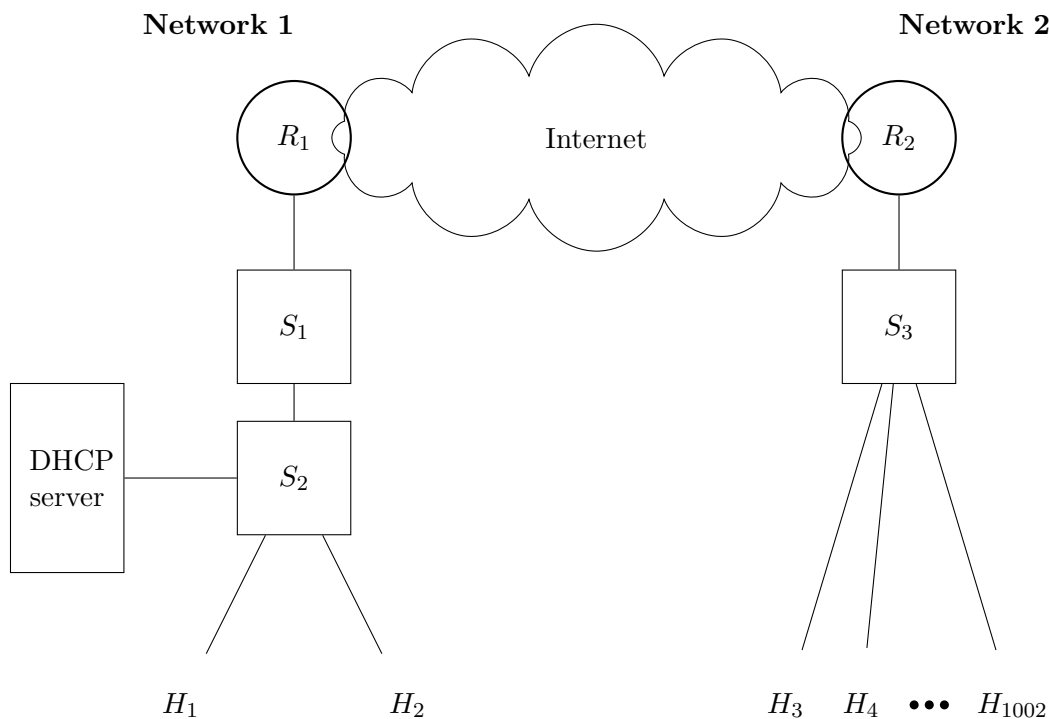 Network 1
Network 2
R₁
Internet
R₂
S₁
S₃
DHCP
server
S₂
H₁
H₂
H₃
H₄
•••
H₁₀₀₂